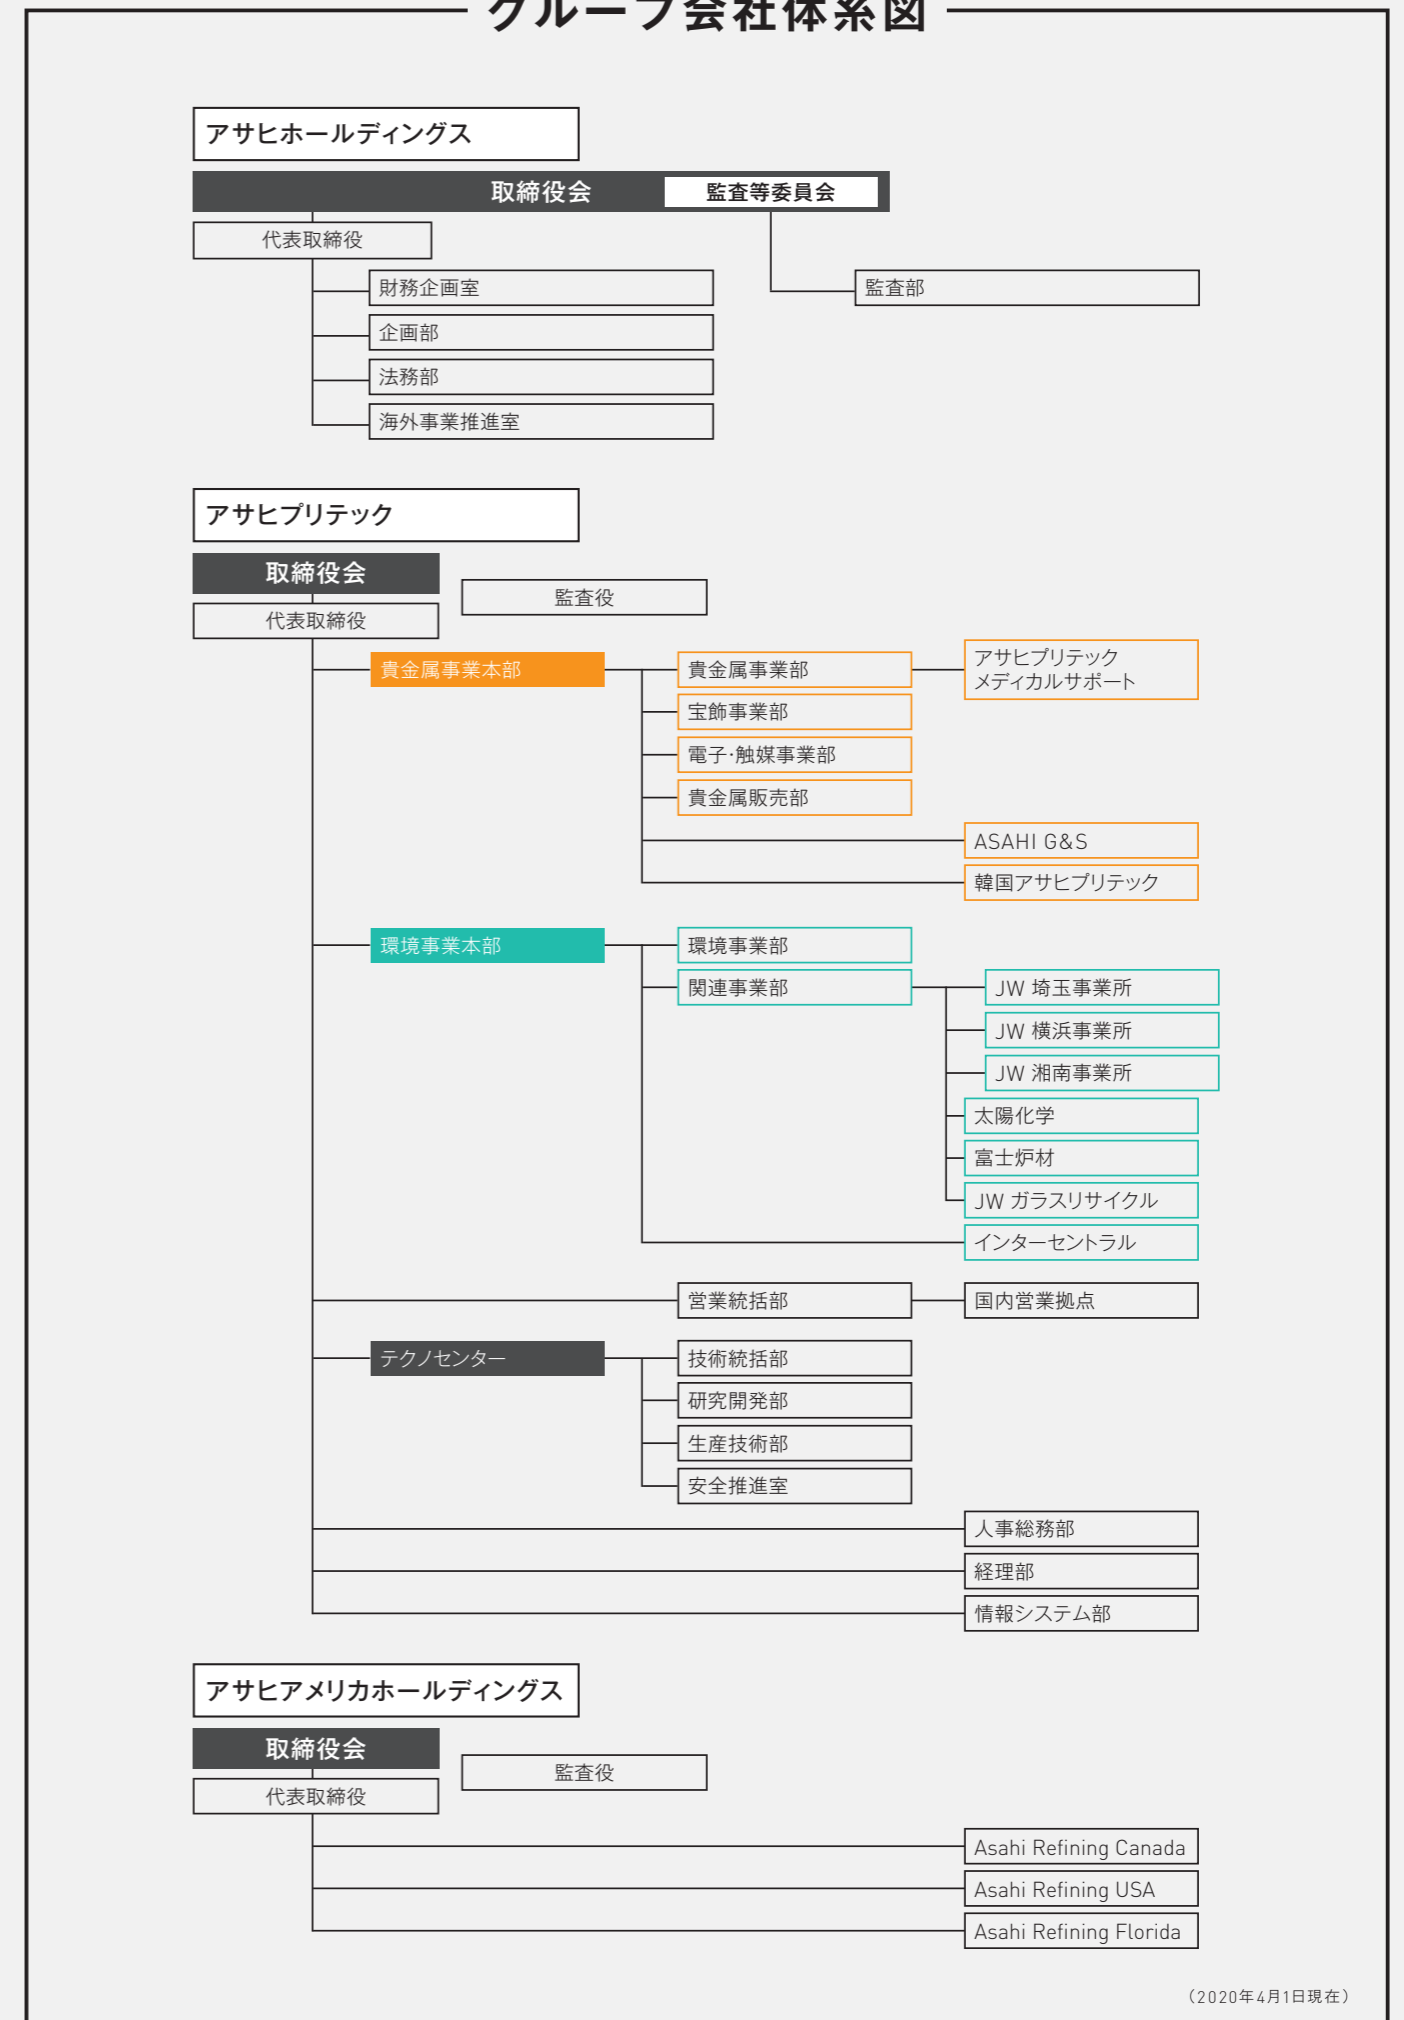 グループ会社体系図
アサヒホールディングス
取締役会
監査等委員会
代表取締役
財務企画室
監査部
企画部
法務部
海外事業推進室
アサヒプリテック
取締役会
監査役
代表取締役
貴金属事業本部
貴金属事業部
アサヒプリテック
メディカルサポート
宝飾事業部
電子・触媒事業部
貴金属販売部
ASAHI G&S
韓国アサヒプリテック
環境事業本部
環境事業部
関連事業部
JW 埼玉事業所
JW 横浜事業所
JW 湘南事業所
太陽化学
富士炉材
JW ガラスリサイクル
インターセントラル
営業統括部
国内営業拠点
テクノセンター
技術統括部
研究開発部
生産技術部
安全推進室
人事総務部
経理部
情報システム部
アサヒアメリカホールディングス
取締役会
監査役
代表取締役
Asahi Refining Canada
Asahi Refining USA
Asahi Refining Florida
（2020年4月1日現在）